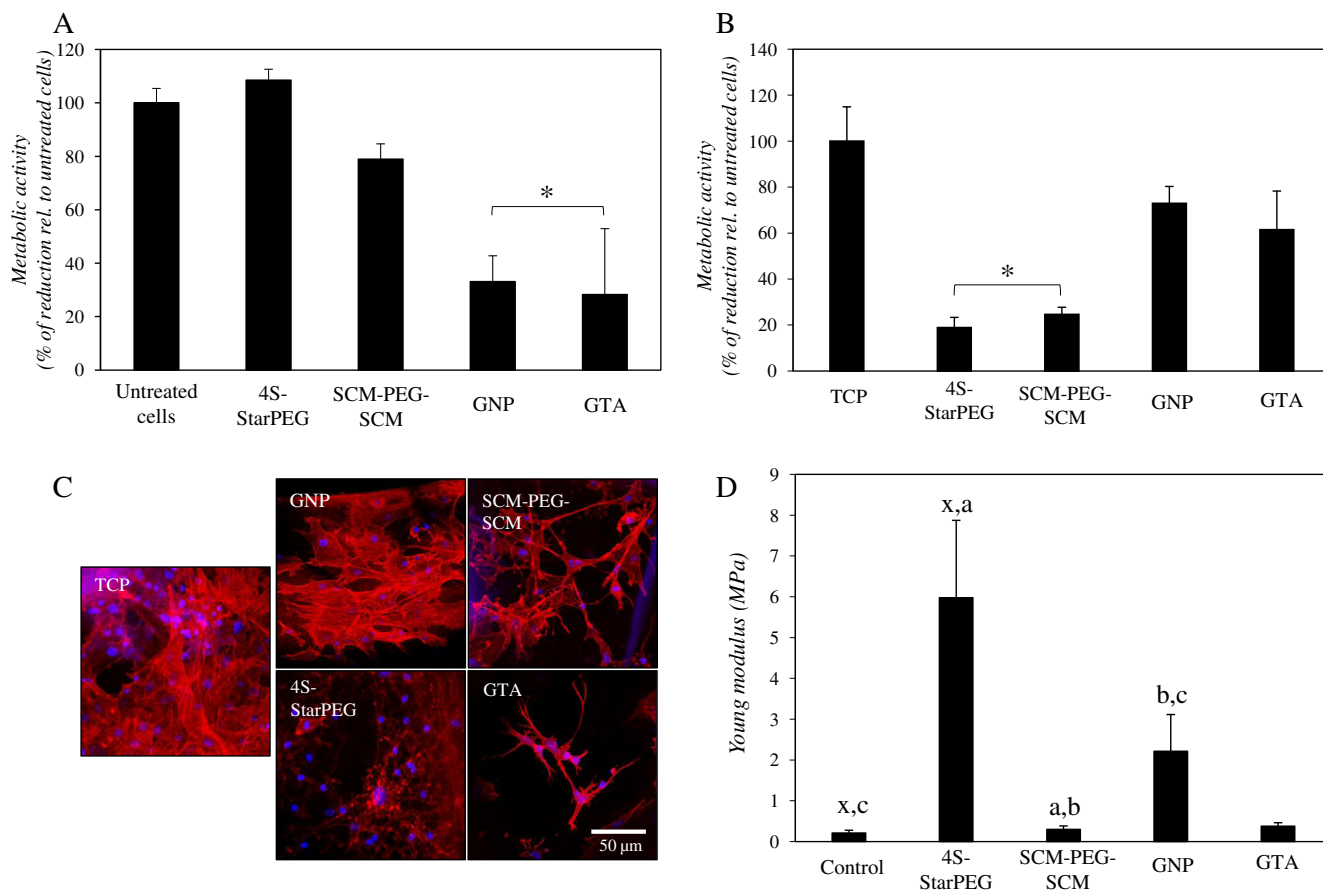 A
Metabolic activity
(% of reduction rel. to untreated cells)
120
100
80
60
40
20
0
*
Untreated
cells
4S-
StarPEG
SCM-PEG-
SCM
GNP
GTA
B
Metabolic activity
(% of reduction rel. to untreated cells)
140
120
100
80
60
40
20
0
*
TCP
4S-
StarPEG
SCM-PEG-
SCM
GNP
GTA
C
TCP
GNP
SCM-PEG-
SCM
4S-
StarPEG
GTA
50 µm
D
Young modulus (MPa)
9
8
7
6
5
4
3
2
1
0
x,c
x,a
a,b
b,c
Control
4S-
StarPEG
SCM-PEG-
SCM
GNP
GTA